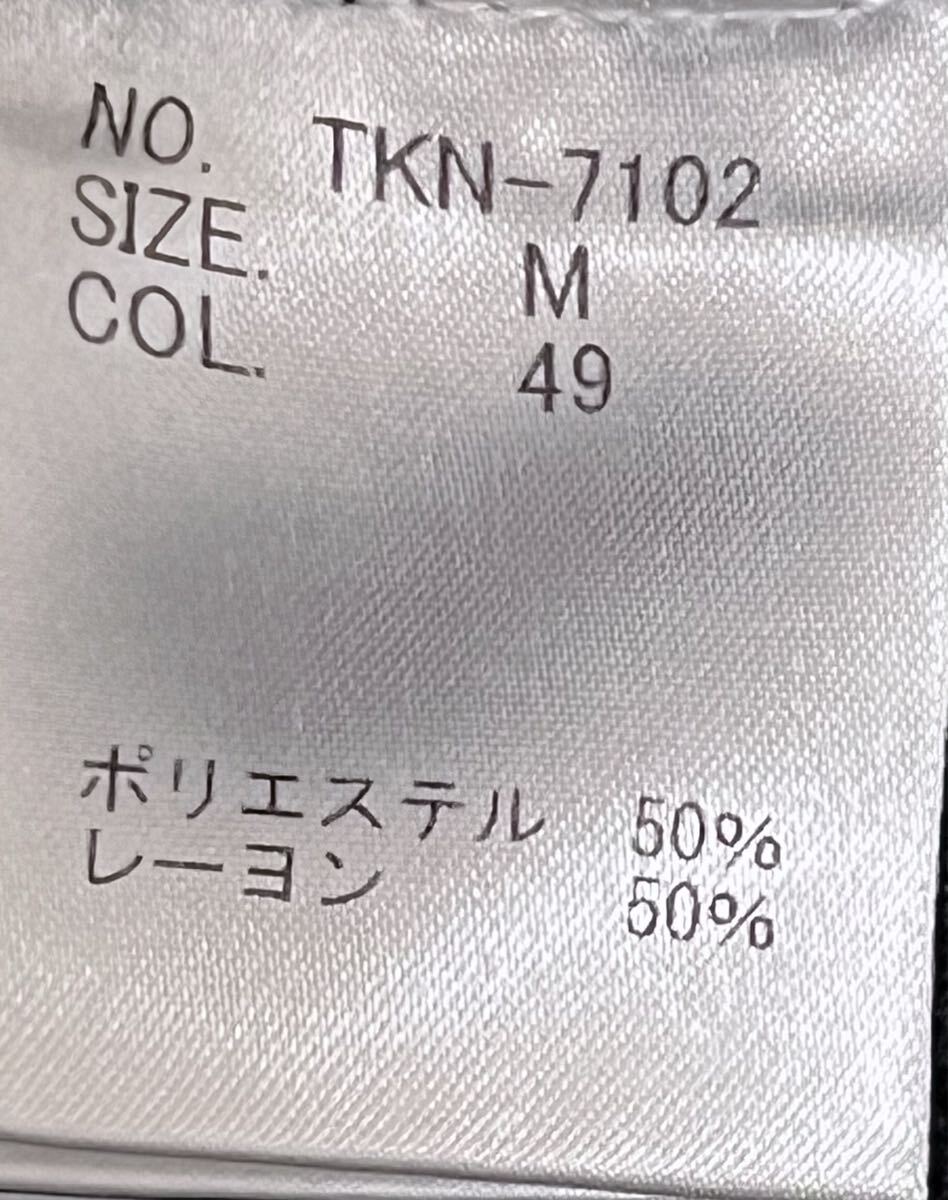 NO. TKN-7102
SIZE. M
COL. 49
ポリエステル 50%
レーヨン 50%